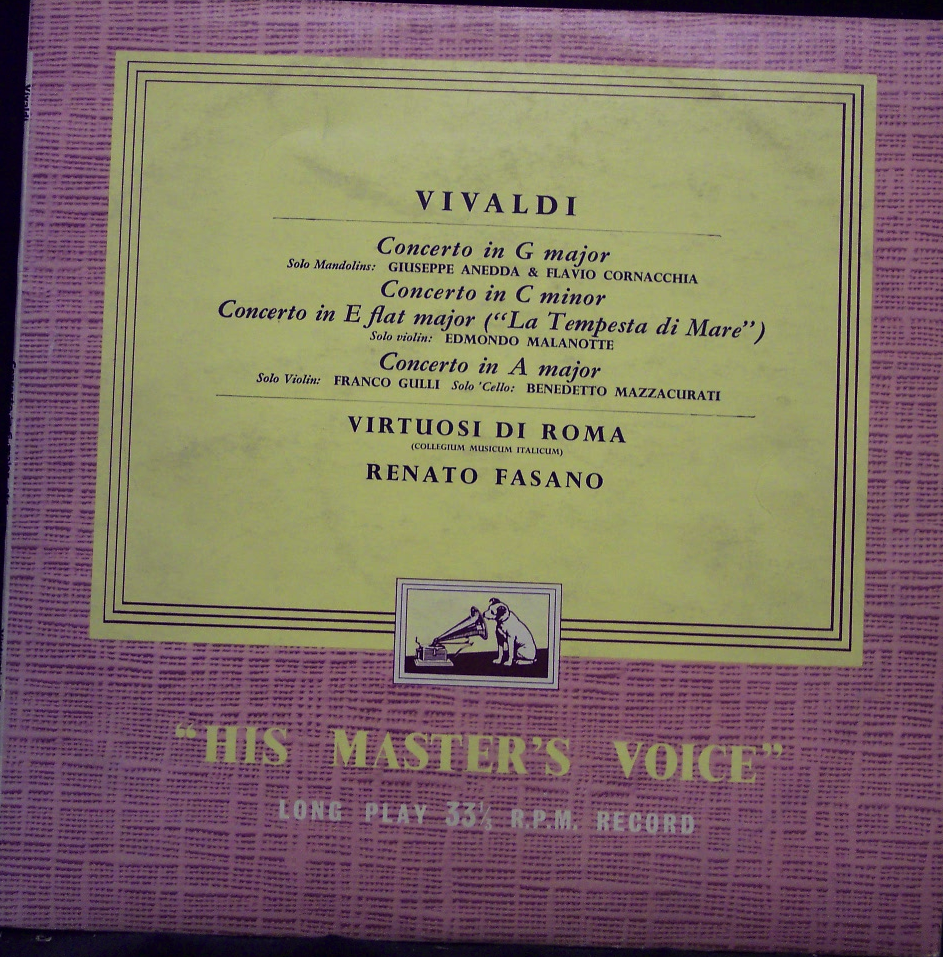 VIVALDI
Concerto in G major
Solo Mandolins: GIUSEPPE ANEDDA & FLAVIO CORNACCHIA
Concerto in C minor
Concerto in E flat major ("La Tempesta di Mare")
Solo violin: EDMONDO MALANOTTE
Concerto in A major
Solo Violin: FRANCO GULLI Solo 'Cello: BENEDETTO MAZZACURATI
VIRTUOSI DI ROMA
(COLLEGIUM MUSICUM ITALICUM)
RENATO FASANO
"HIS MASTER'S VOICE"
LONG PLAY 33⅓ R.P.M. RECORD